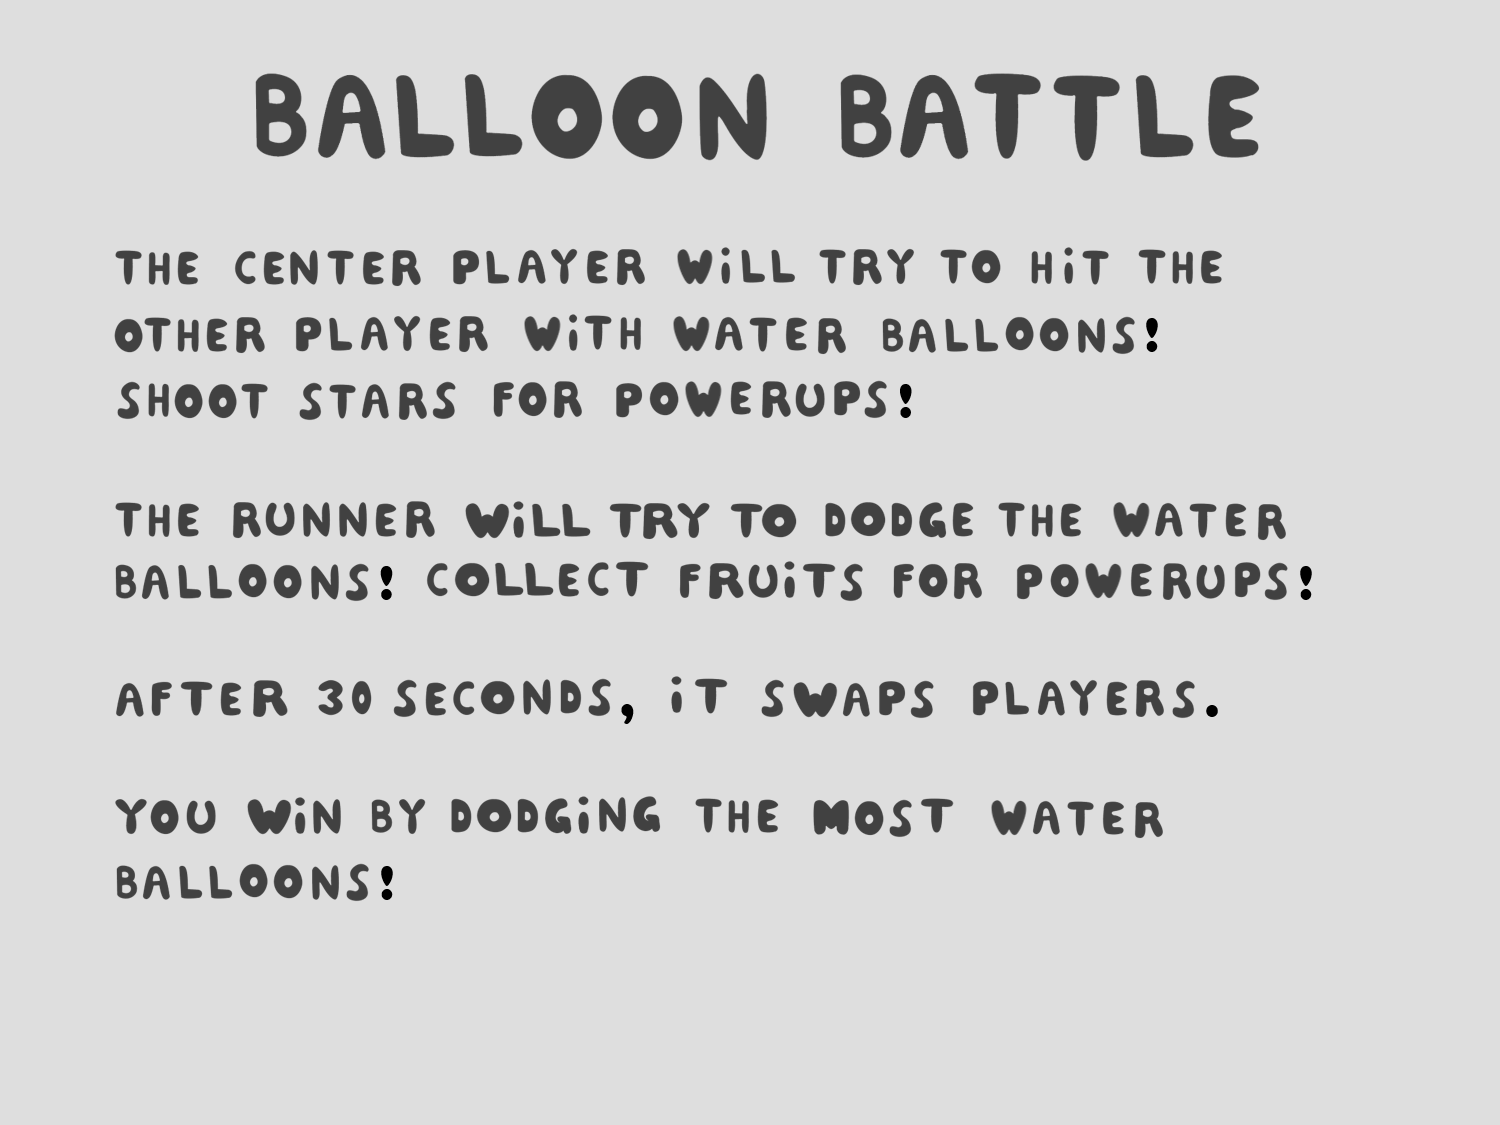 BALLOON BATTLE
THE CENTER PLAYER WiLL TRY TO HiT THE
OTHER PLAYER WiTH WATER BALLOONS!
SHOOT STARS FOR POWERUPS!
THE RUNNER WiLL TRY TO DODGE THE WATER
BALLOONS! COLLECT FRUiTS FOR POWERUPS!
AFTER 30 SECONDS, iT SWAPS PLAYERS.
YOU WiN BY DODGiNG THE MOST WATER
BALLOONS!